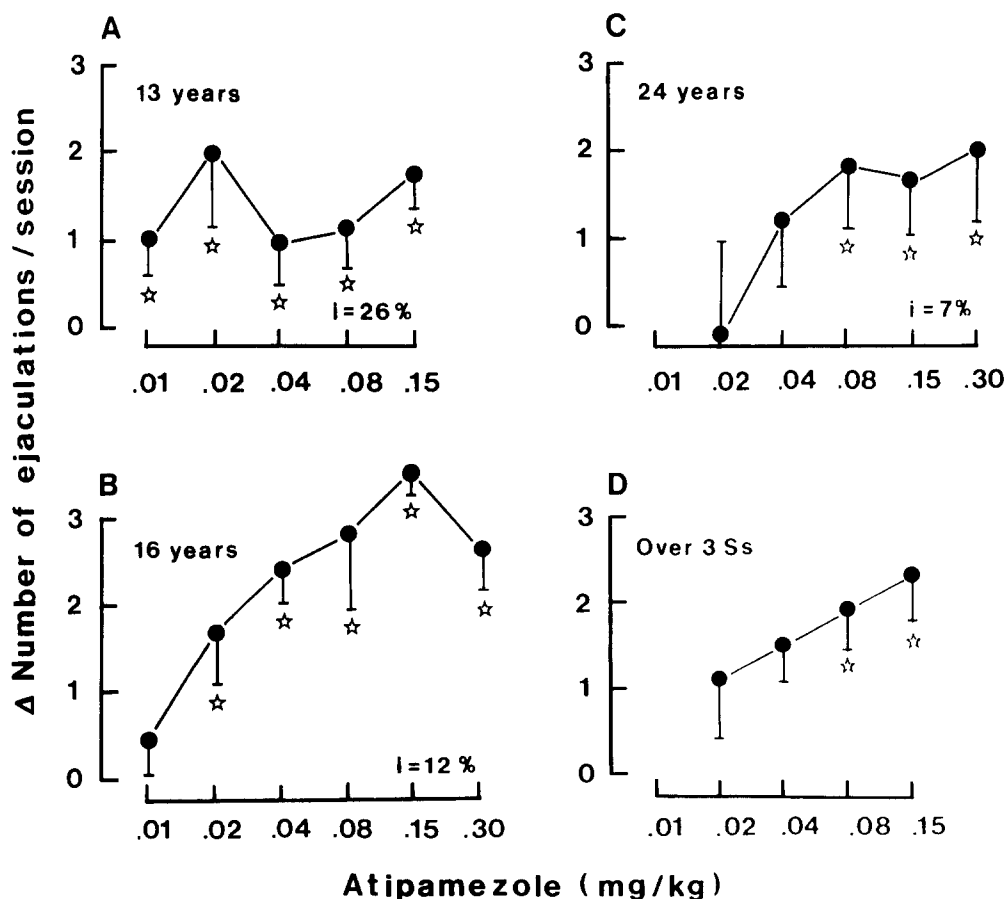 A
3
2
1
0
13 years
i=26%
.01 .02 .04 .08 .15
C
3
2
1
0
24 years
i=7%
.01 .02 .04 .08 .15 .30
B
3
2
1
0
16 years
i=12%
.01 .02 .04 .08 .15 .30
D
3
2
1
0
Over 3 Ss
.01 .02 .04 .08 .15
Δ Number of ejaculations/session
Atipamezole (mg/kg)